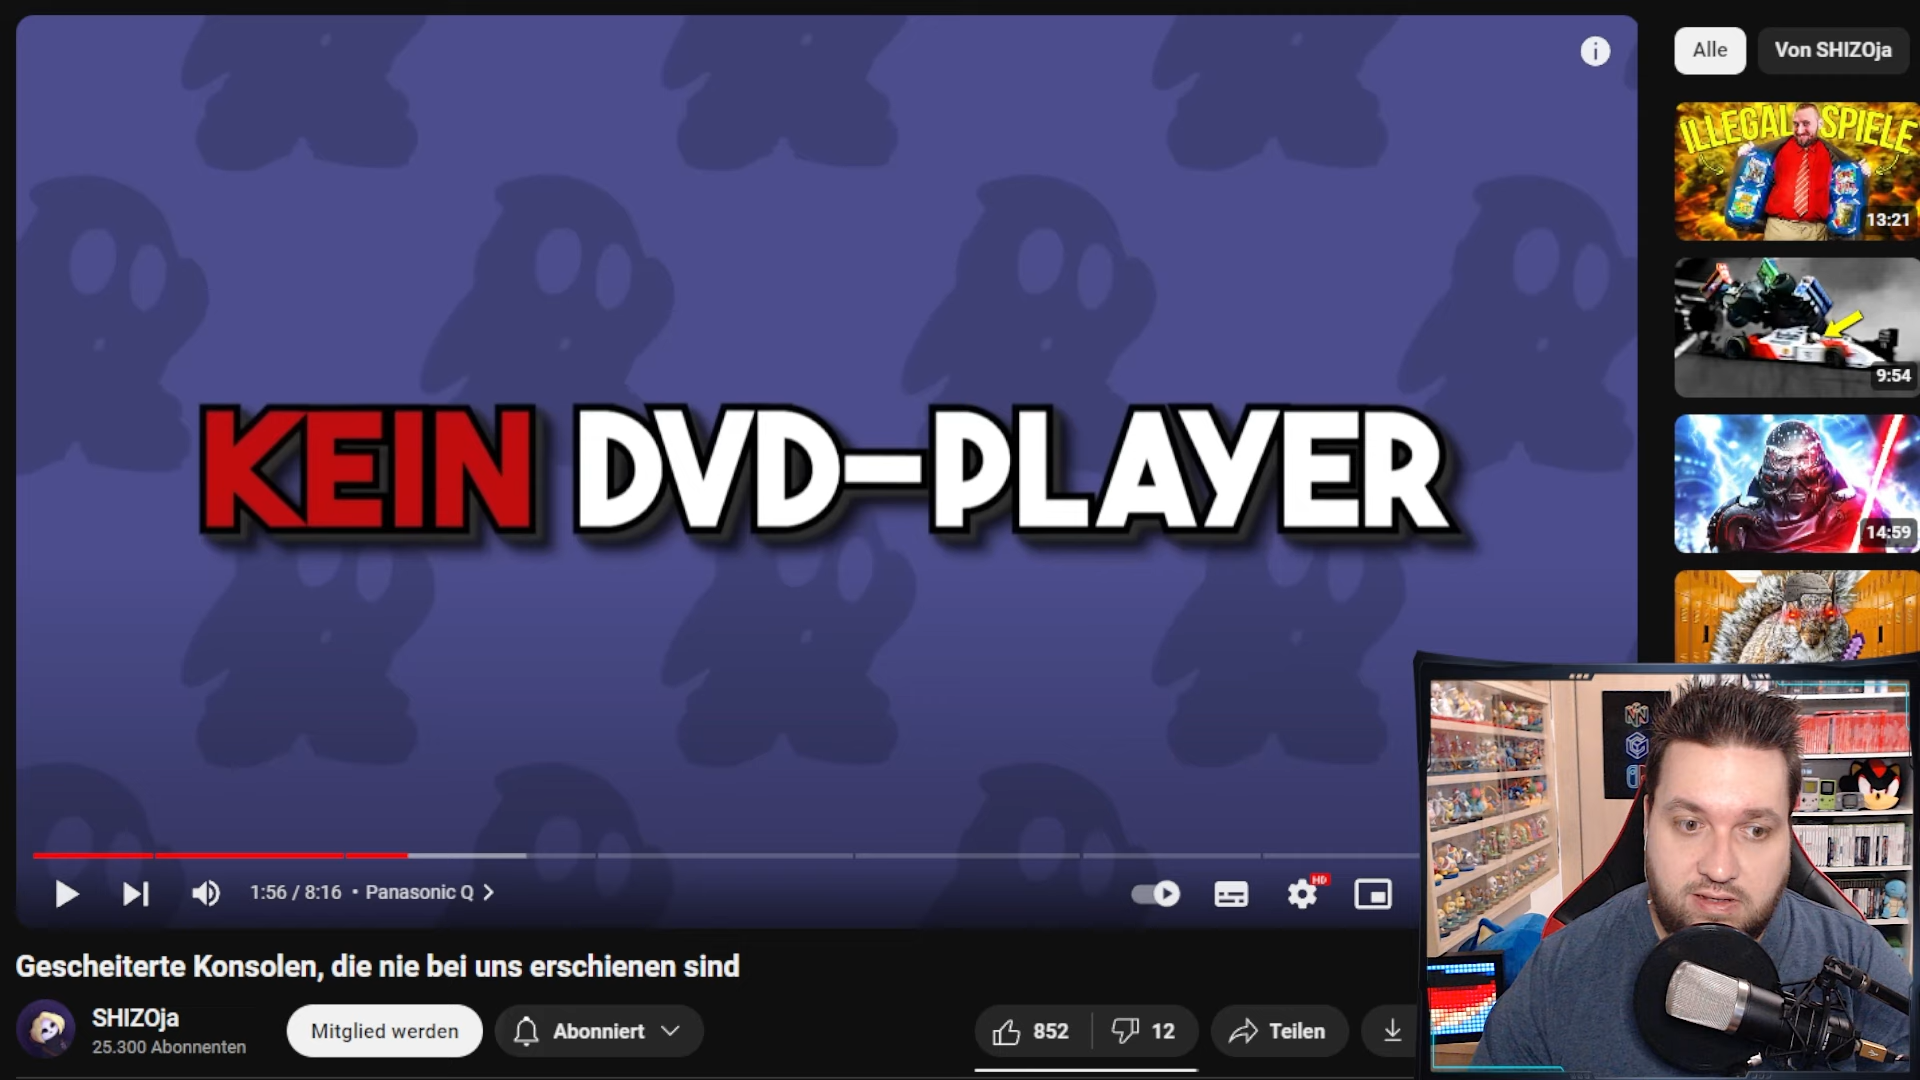 Alle
Von SHIZOja
ILLEGAL SPIELE
13:21
9:54
14:59
KEIN DVD-PLAYER
1:56 / 8:16 • Panasonic Q
HD
Gescheiterte Konsolen, die nie bei uns erschienen sind
SHIZOja
25.300 Abonnenten
Mitglied werden
Abonniert
852
12
Teilen